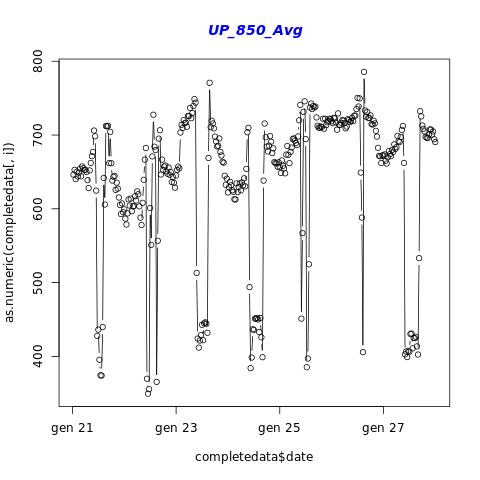 UP_850_Avg
as.numeric(completedata[, i])
800
700
600
500
400
gen 21
gen 23
gen 25
gen 27
completedata$date